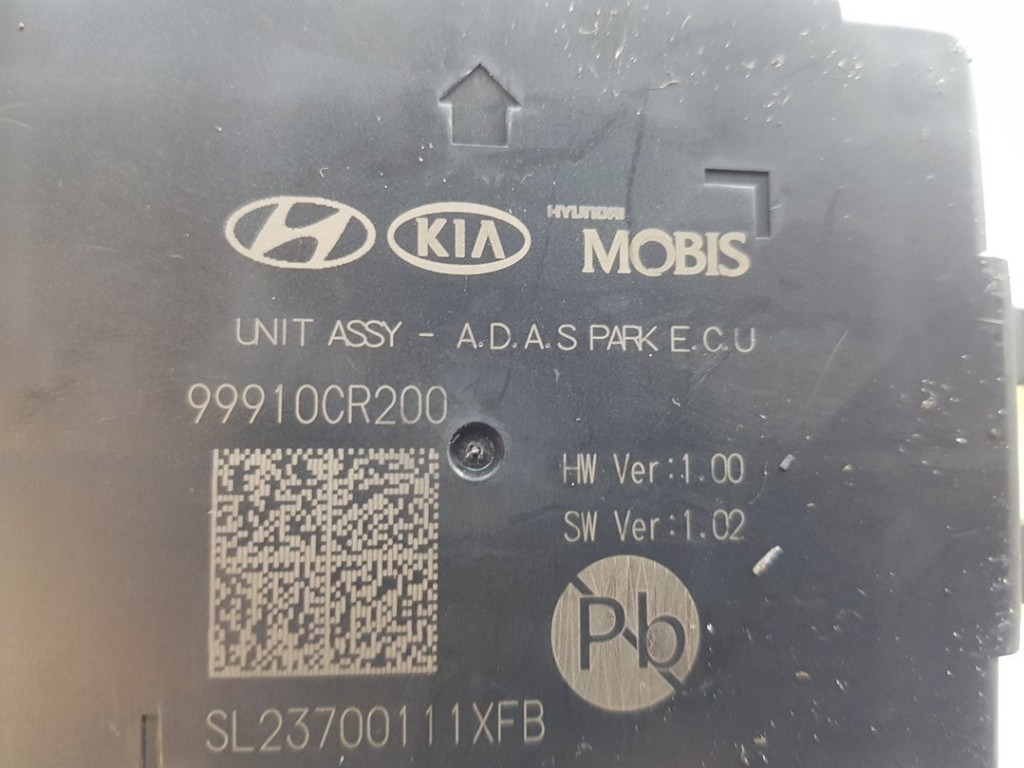 KIA
HYUNDAI
MOBIS
UNIT ASSY - A.D.A.S PARK E.C.U
99910CR200
HW Ver:1.00
SW Ver:1.02
Pb
SL23700111XFB